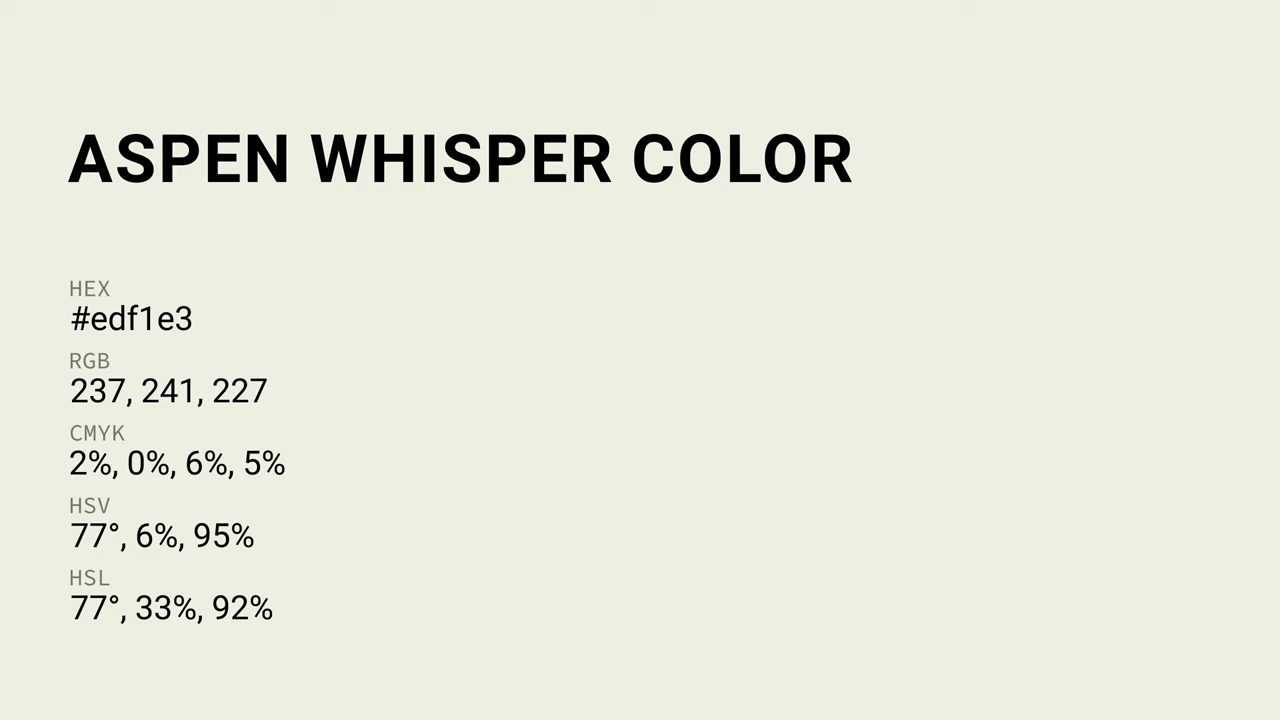 ASPEN WHISPER COLOR
HEX
#edf1e3
RGB
237, 241, 227
CMYK
2%, 0%, 6%, 5%
HSV
77°, 6%, 95%
HSL
77°, 33%, 92%